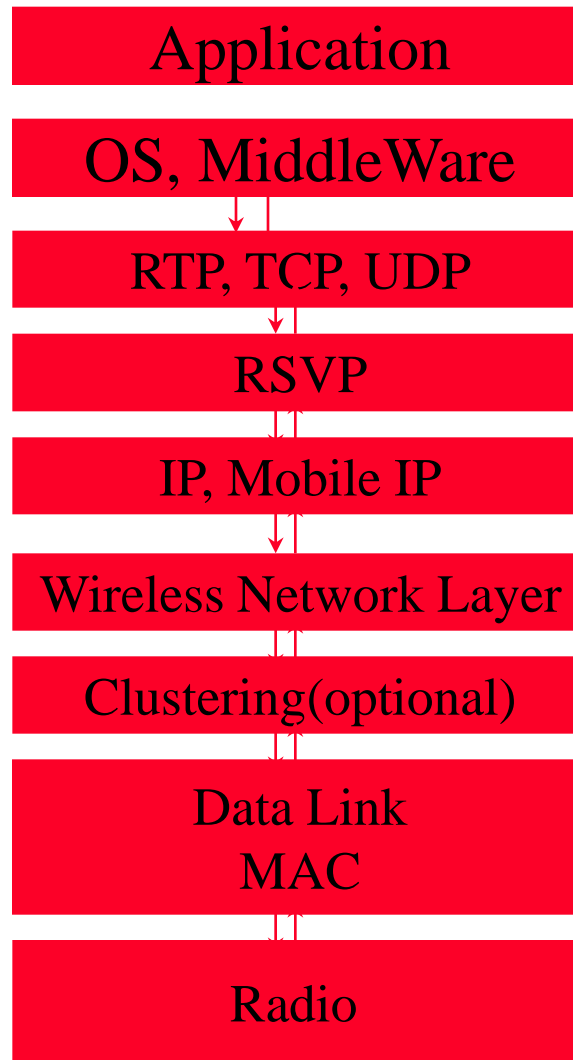 Application
OS, MiddleWare
RTP, TCP, UDP
RSVP
IP, Mobile IP
Wireless Network Layer
Clustering(optional)
Data Link
MAC
Radio